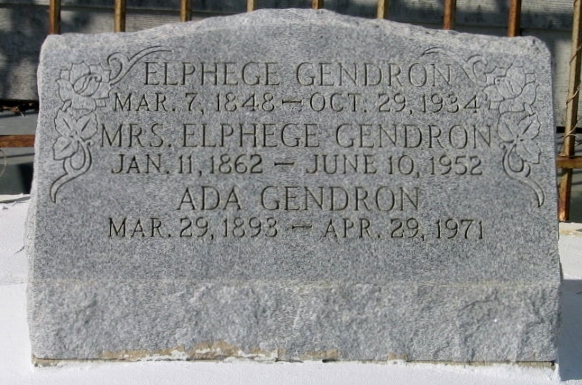 ELPHEGE GENDRON
MAR. 7, 1848 — OCT. 29, 1934
MRS. ELPHEGE GENDRON
JAN. 11, 1862 — JUNE 10, 1952
ADA GENDRON
MAR. 29, 1893 — APR. 29, 1971